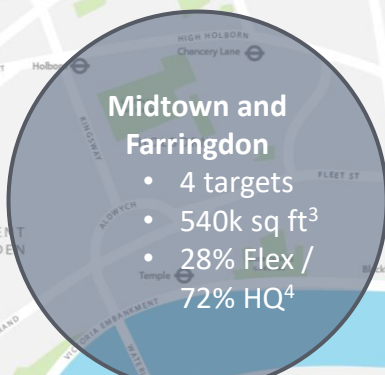 HIGH HOLBORN
Chancery Lane
Holbor
KINGSWAY
Midtown and
Farringdon
• 4 targets
• 540k sq ft³
• 28% Flex /
72% HQ⁴
FLEET ST
ALDWYCH
Temple
VICTORIA EMBANKMENT